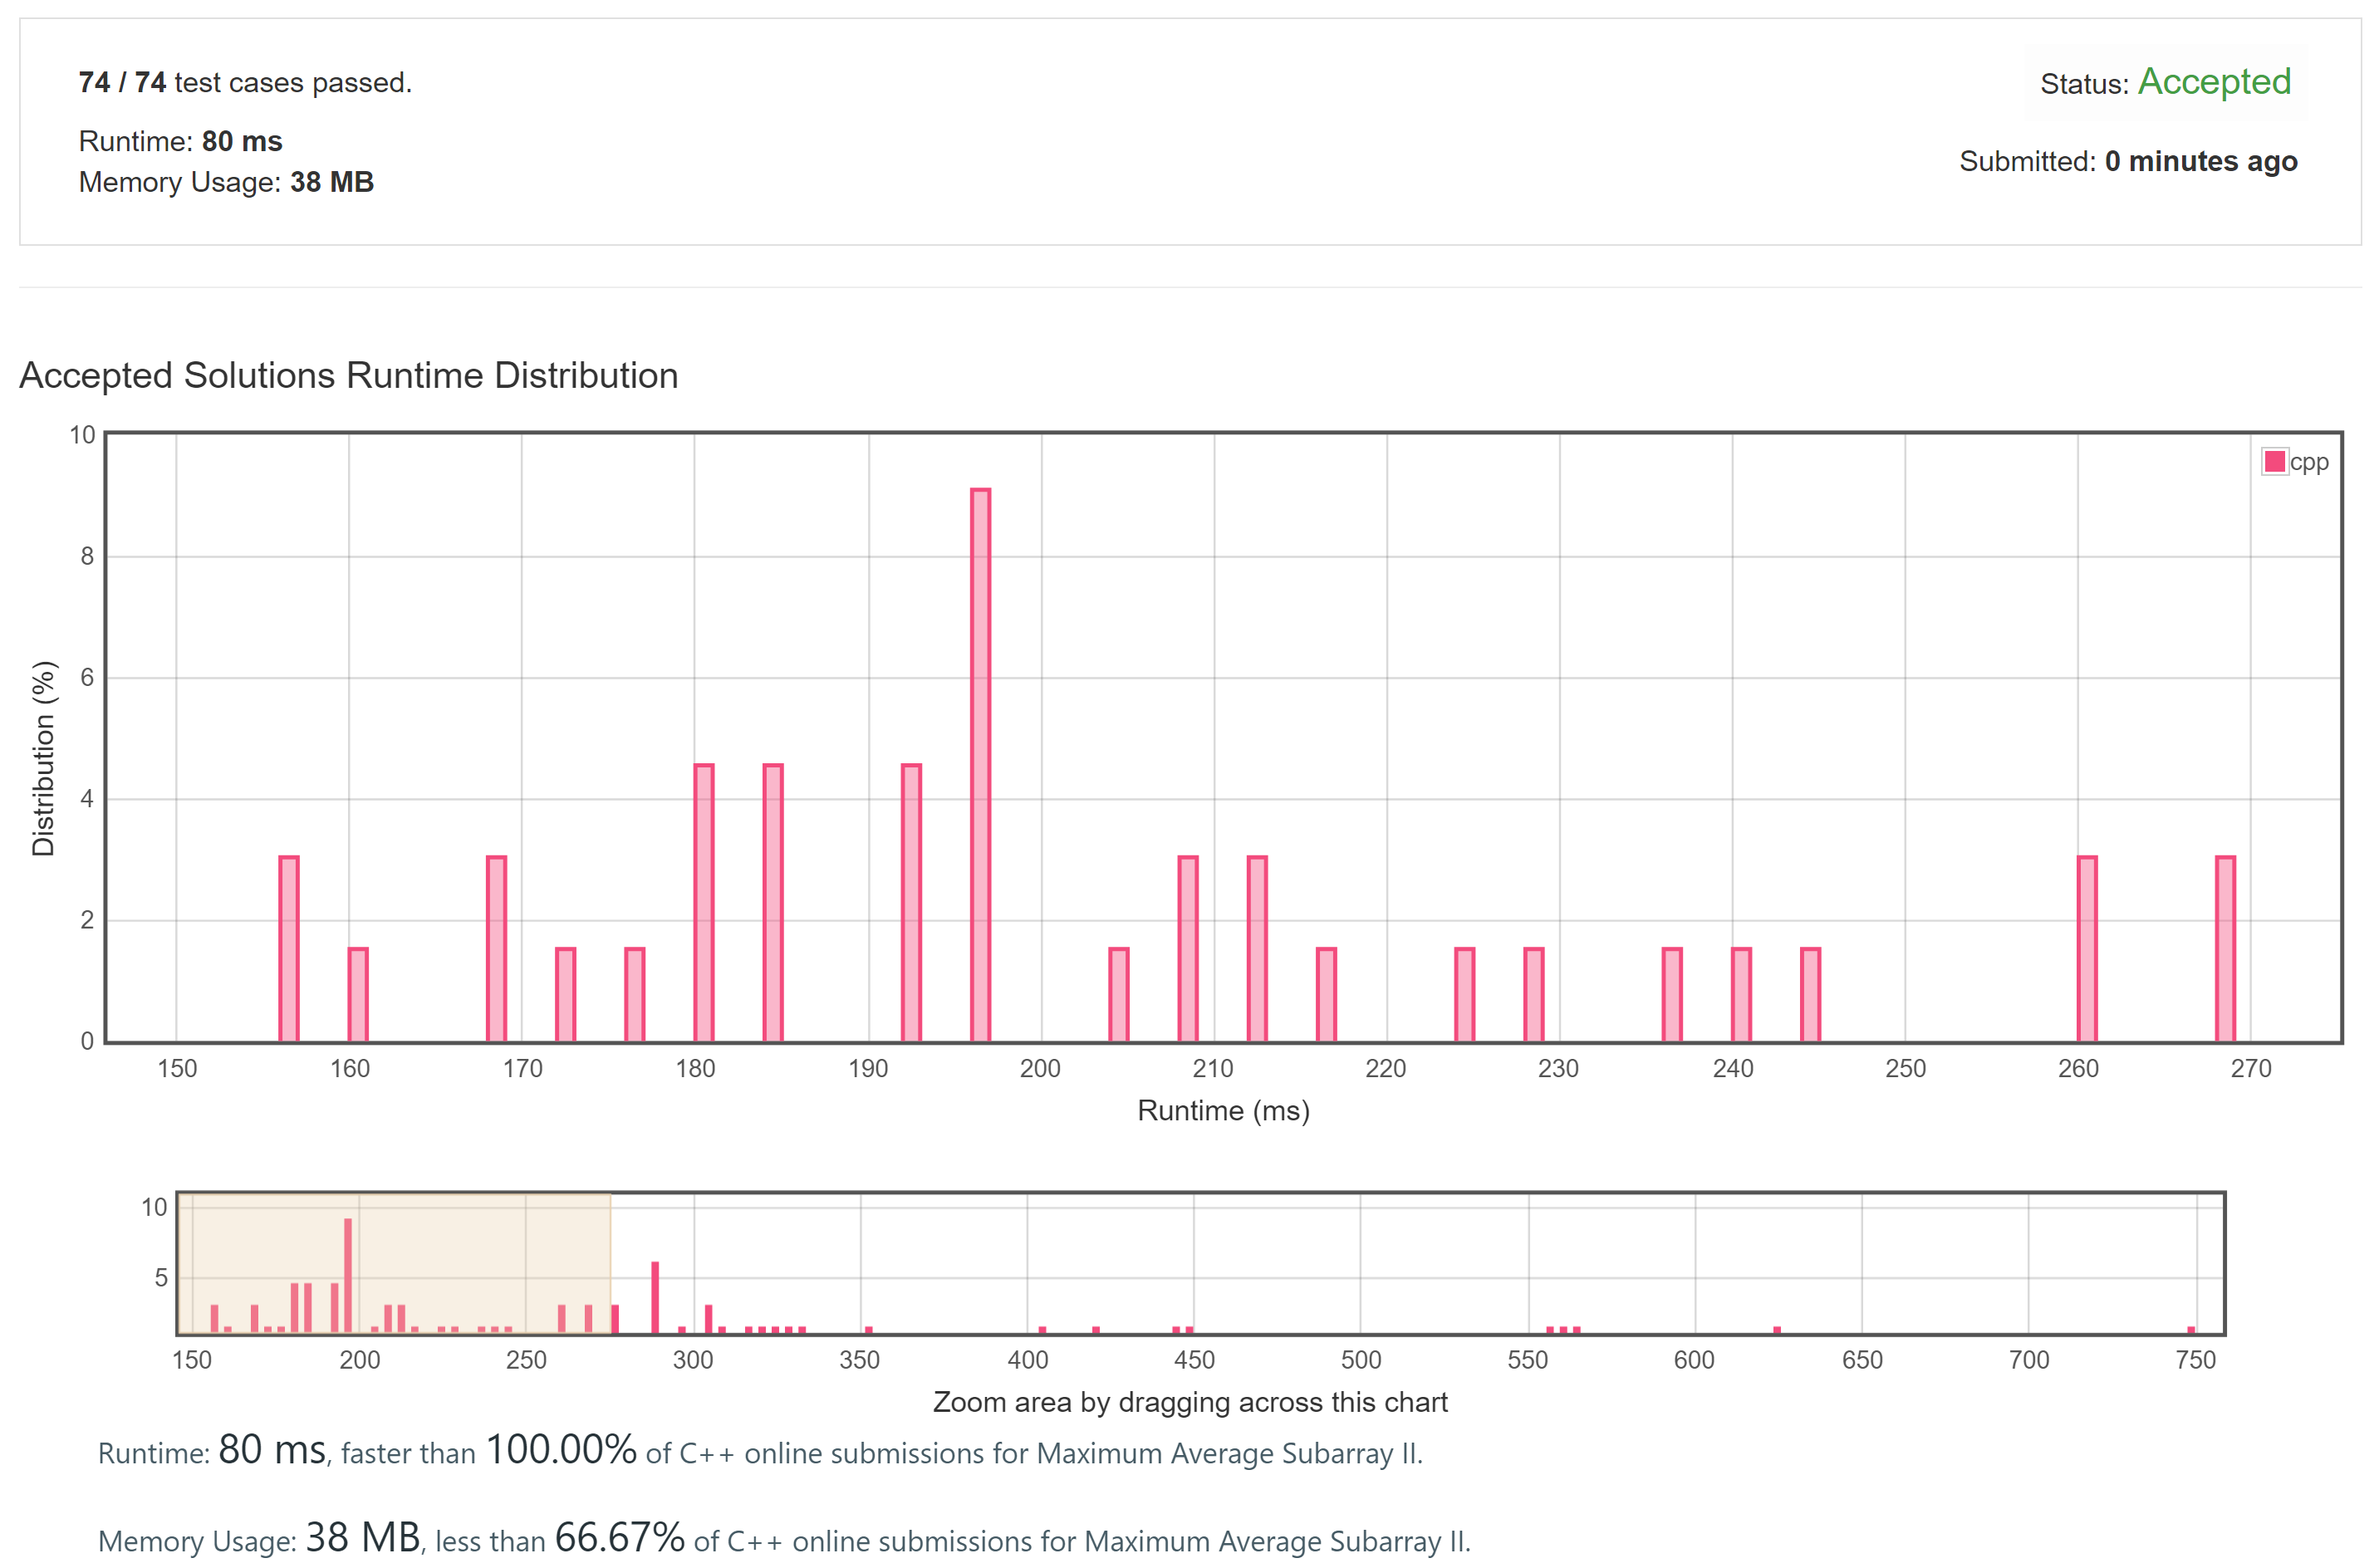 74 / 74 test cases passed.
Status: Accepted
Runtime: 80 ms
Submitted: 0 minutes ago
Memory Usage: 38 MB
Accepted Solutions Runtime Distribution
10
cpp
8
6
4
2
0
Distribution (%)
150 160 170 180 190 200 210 220 230 240 250 260 270
Runtime (ms)
10
5
150 200 250 300 350 400 450 500 550 600 650 700 750
Zoom area by dragging across this chart
Runtime: 80 ms, faster than 100.00% of C++ online submissions for Maximum Average Subarray II.
Memory Usage: 38 MB, less than 66.67% of C++ online submissions for Maximum Average Subarray II.